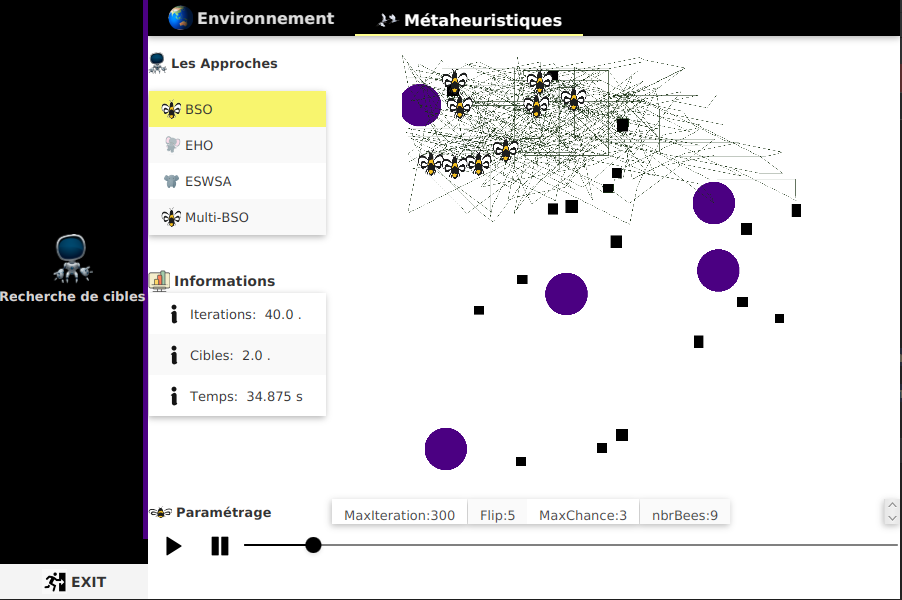 Environnement
Métaheuristiques
Les Approches
BSO
EHO
ESWSA
Multi-BSO
Recherche de cibles
Informations
Iterations: 40.0 .
Cibles: 2.0 .
Temps: 34.875 s
Paramétrage
MaxIteration:300
Flip:5
MaxChance:3
nbrBees:9
EXIT